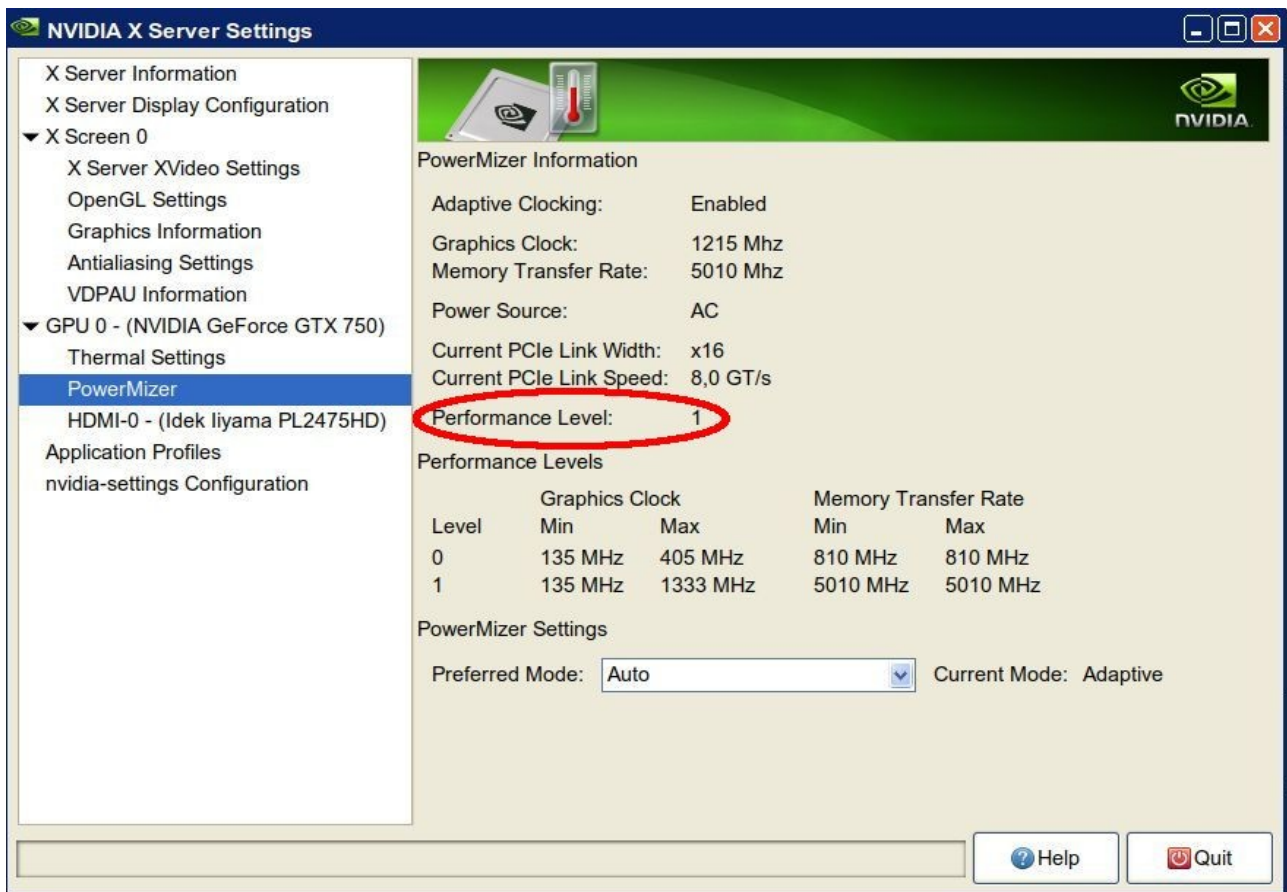 NVIDIA X Server Settings
X Server Information
X Server Display Configuration
X Screen 0
X Server XVideo Settings
OpenGL Settings
Graphics Information
Antialiasing Settings
VDPAU Information
GPU 0 - (NVIDIA GeForce GTX 750)
Thermal Settings
PowerMizer
HDMI-0 - (Idek Iiyama PL2475HD)
Application Profiles
nvidia-settings Configuration
NVIDIA.
PowerMizer Information
Adaptive Clocking: Enabled
Graphics Clock: 1215 Mhz
Memory Transfer Rate: 5010 Mhz
Power Source: AC
Current PCIe Link Width: x16
Current PCIe Link Speed: 8,0 GT/s
Performance Level: 1
Performance Levels
Graphics Clock Memory Transfer Rate
Level Min Max Min Max
0 135 MHz 405 MHz 810 MHz 810 MHz
1 135 MHz 1333 MHz 5010 MHz 5010 MHz
PowerMizer Settings
Preferred Mode: Auto Current Mode: Adaptive
Help Quit